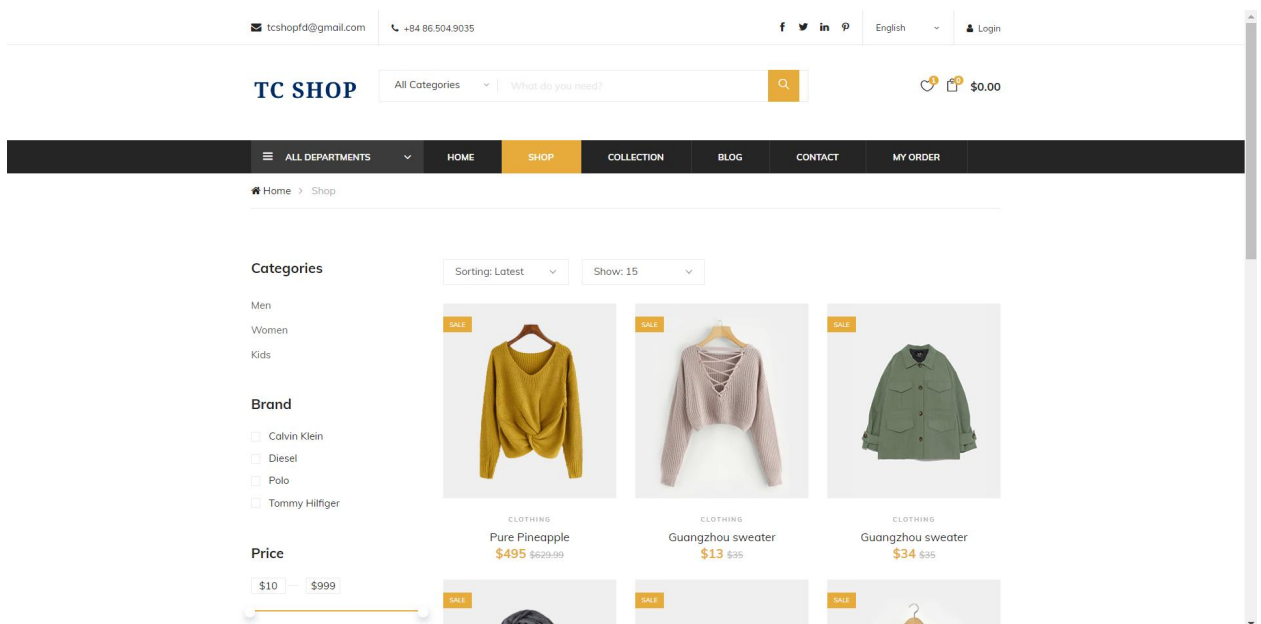 tcshopfd@gmail.com +84 86.504.9035 English Login
TC SHOP All Categories What do you need? 1 0 $0.00
ALL DEPARTMENTS HOME SHOP COLLECTION BLOG CONTACT MY ORDER
Home > Shop
Categories
Men
Women
Kids
Brand
Calvin Klein
Diesel
Polo
Tommy Hilfiger
Price
$10 $999
Sorting: Latest Show: 15
SALE SALE SALE
CLOTHING CLOTHING CLOTHING
Pure Pineapple Guangzhou sweater Guangzhou sweater
$495 $629.99 $13 $35 $34 $35
SALE SALE SALE